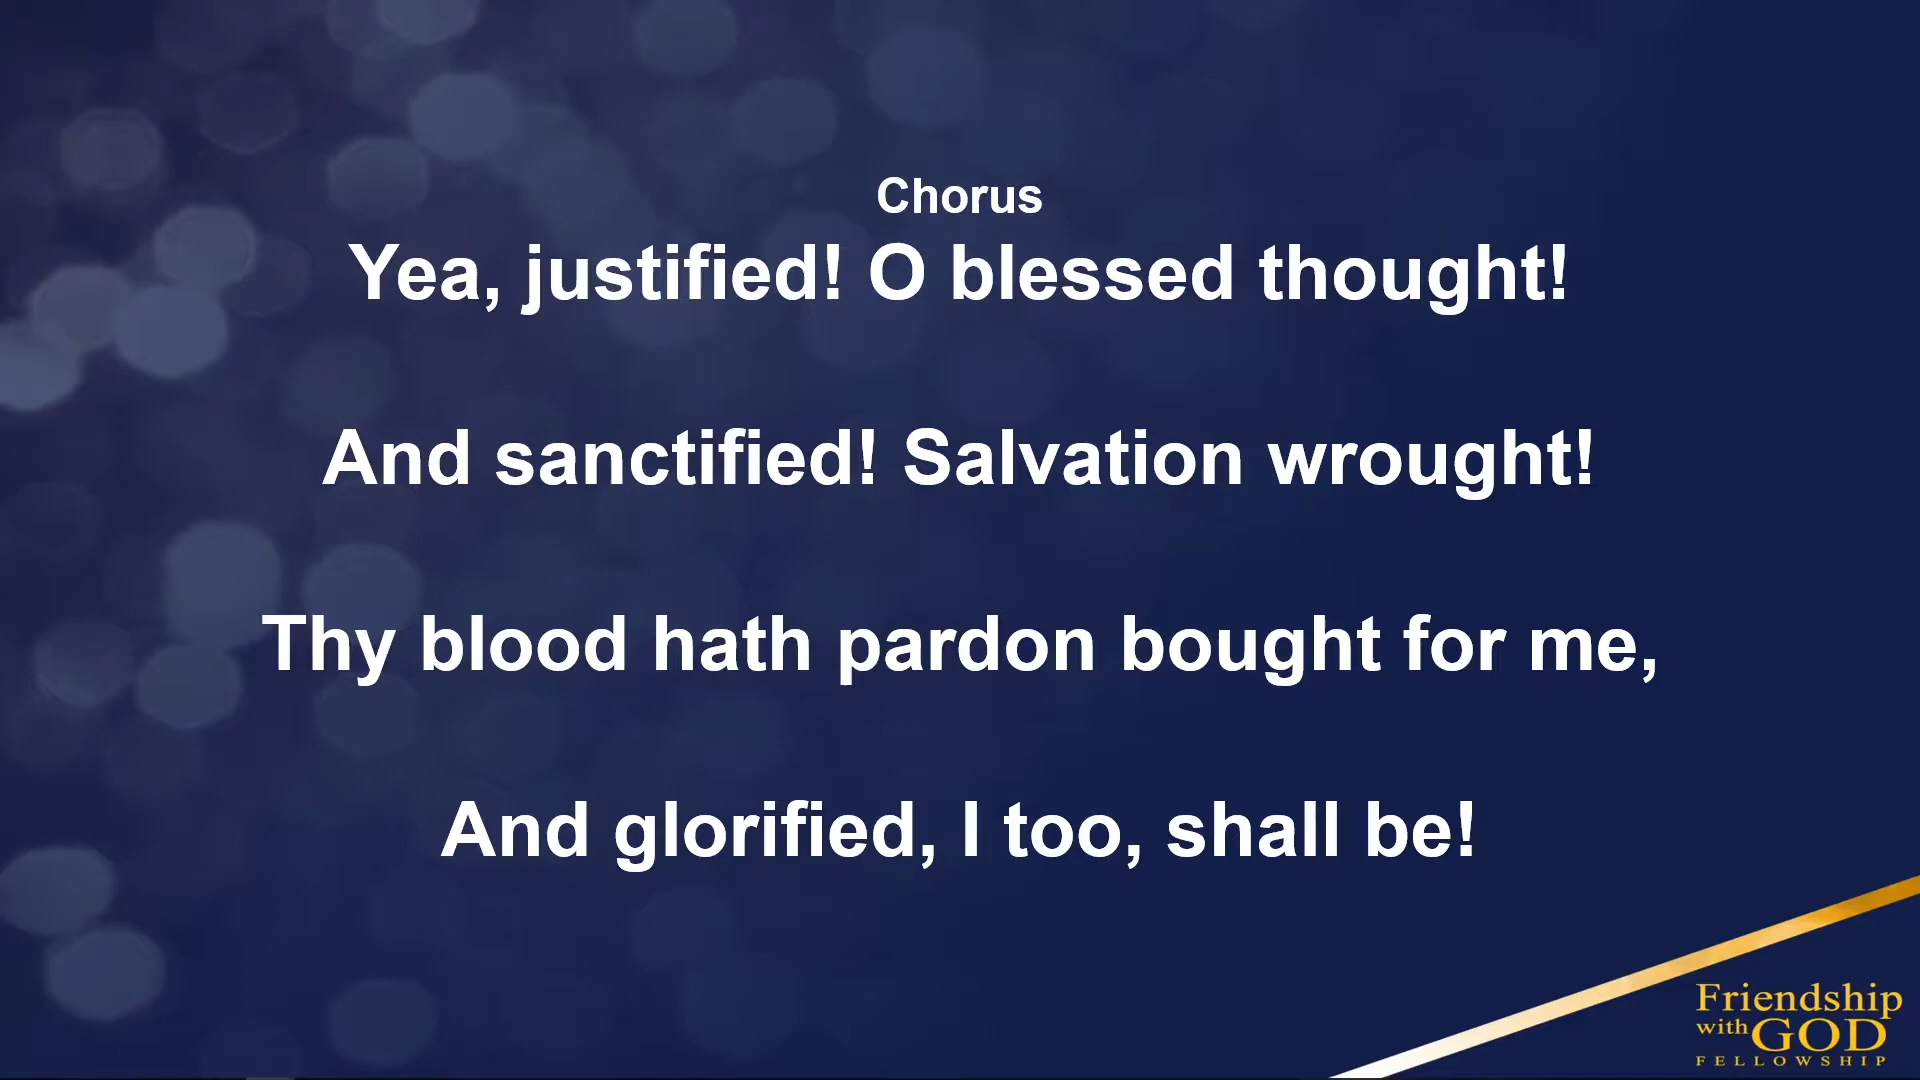 Chorus
Yea, justified! O blessed thought!
And sanctified! Salvation wrought!
Thy blood hath pardon bought for me,
And glorified, I too, shall be!
Friendship
with GOD
FELLOWSHIP